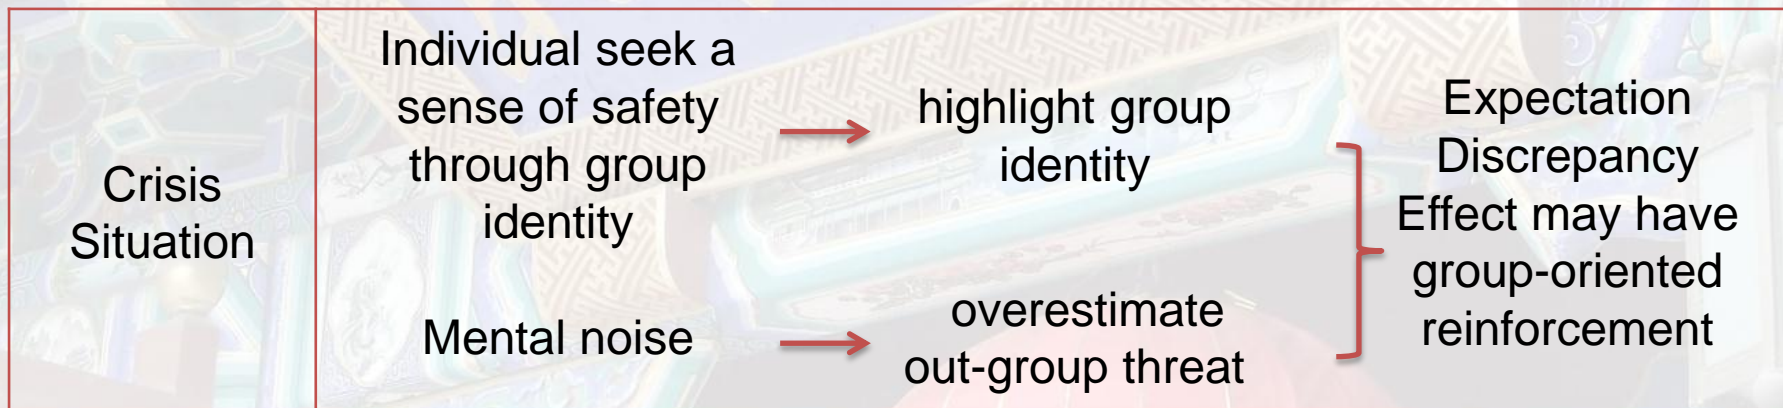 Crisis
Situation
Individual seek a
sense of safety
through group
identity
highlight group
identity
Mental noise
overestimate
out-group threat
Expectation
Discrepancy
Effect may have
group-oriented
reinforcement